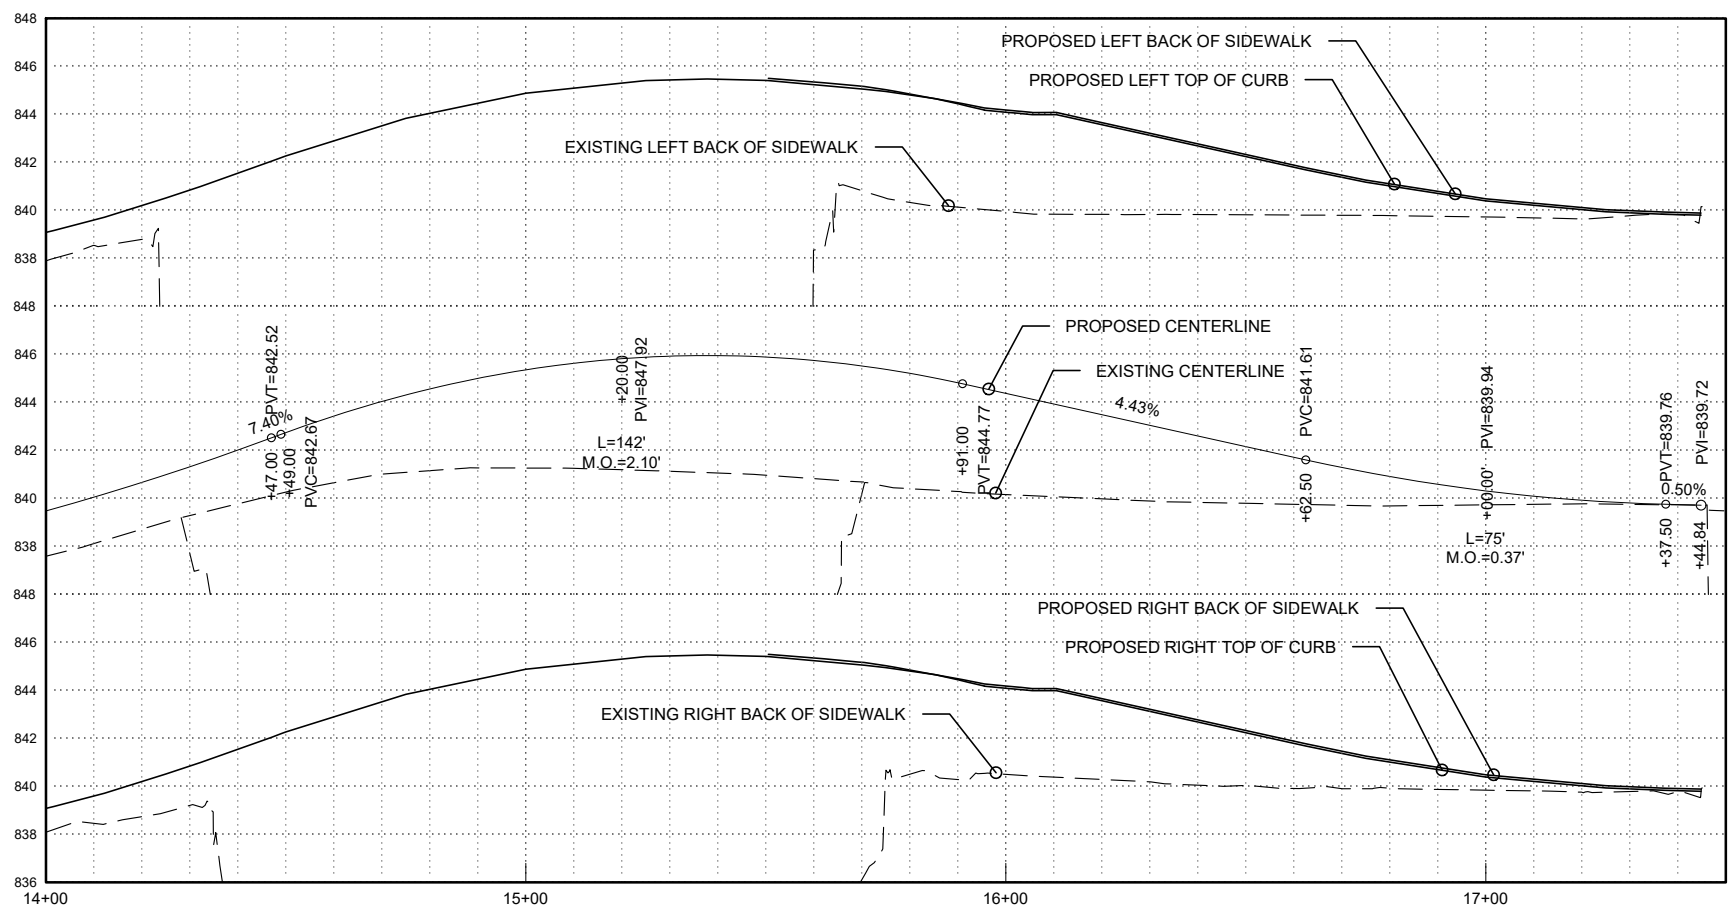 848
846
844
842
840
838
848
846
844
842
840
838
848
846
844
842
840
838
836
14+00
15+00
16+00
17+00
PROPOSED LEFT BACK OF SIDEWALK
PROPOSED LEFT TOP OF CURB
EXISTING LEFT BACK OF SIDEWALK
PROPOSED CENTERLINE
EXISTING CENTERLINE
7.40%
+47.00
PVT=842.52
+49.00
PVC=842.67
+20.00
PVI=847.92
L=142'
M.O.=2.10'
+91.00
PVT=844.77
4.43%
+62.50
PVC=841.61
+00.00'
PVI=839.94
L=75'
M.O.=0.37'
+37.50
PVT=839.76
0.50%
+44.84
PVI=839.72
PROPOSED RIGHT BACK OF SIDEWALK
PROPOSED RIGHT TOP OF CURB
EXISTING RIGHT BACK OF SIDEWALK